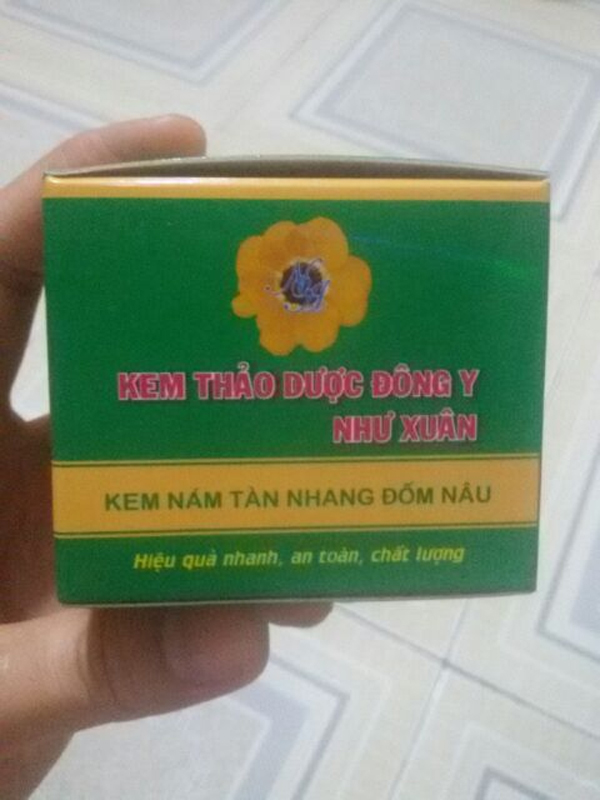 KEM THẢO DƯỢC ĐÔNG Y
NHƯ XUÂN
KEM NÁM TÀN NHANG ĐỐM NÂU
Hiệu quả nhanh, an toàn, chất lượng